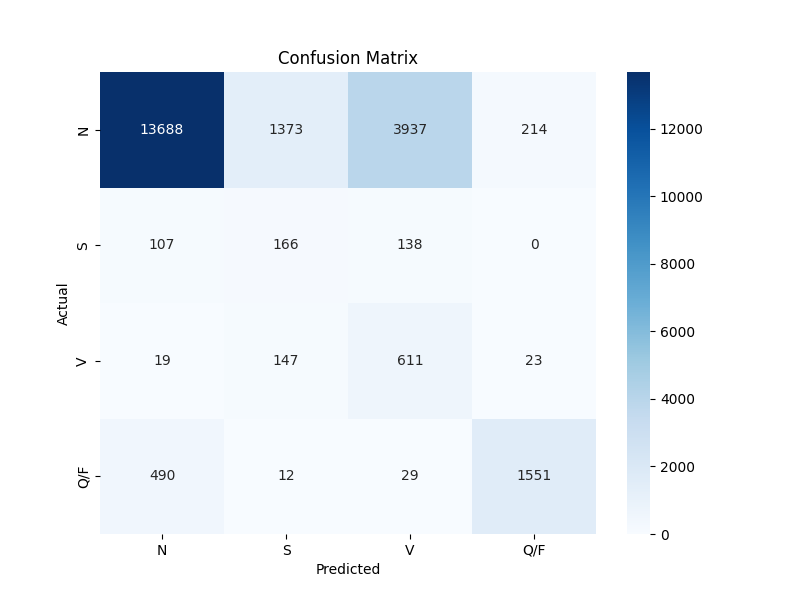 Confusion Matrix
N 13688 1373 3937 214
S 107 166 138 0
V 19 147 611 23
Q/F 490 12 29 1551
N S V Q/F
Predicted
Actual
12000
10000
8000
6000
4000
2000
0